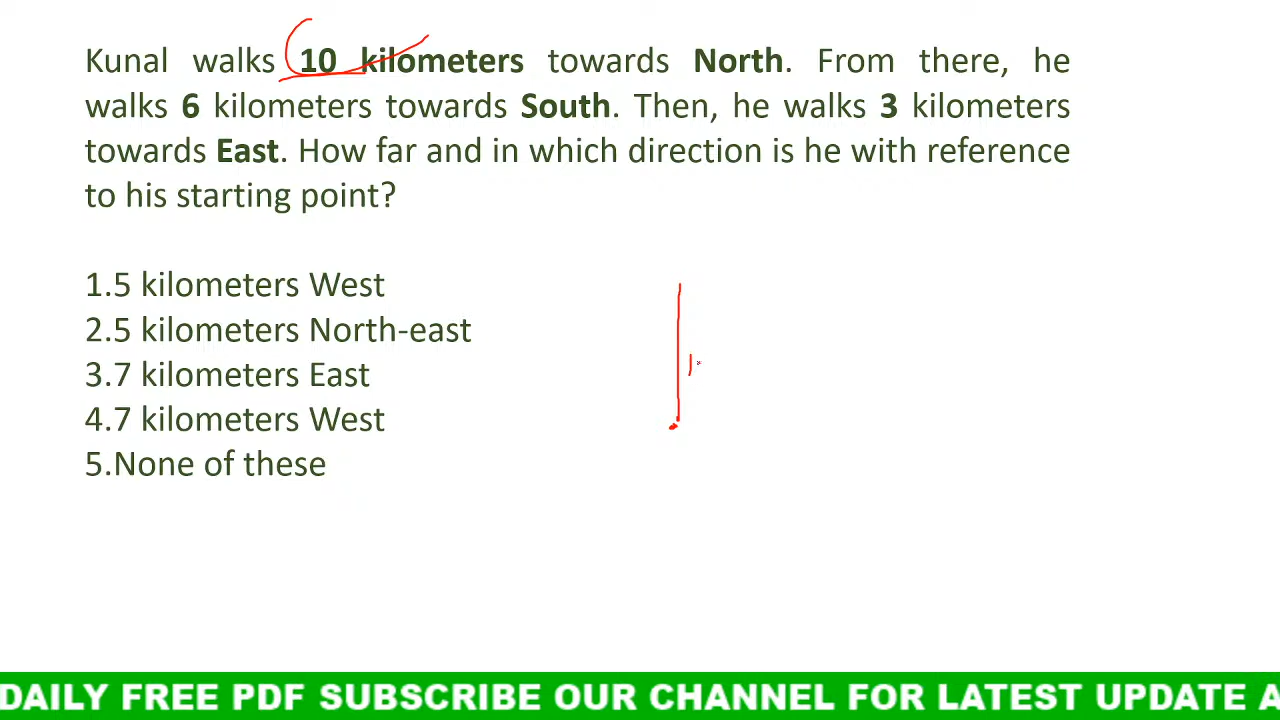 Kunal walks 10 kilometers towards North. From there, he
walks 6 kilometers towards South. Then, he walks 3 kilometers
towards East. How far and in which direction is he with reference
to his starting point?
1.5 kilometers West
2.5 kilometers North-east
3.7 kilometers East
4.7 kilometers West
5.None of these
DAILY FREE PDF SUBSCRIBE OUR CHANNEL FOR LATEST UPDATE A